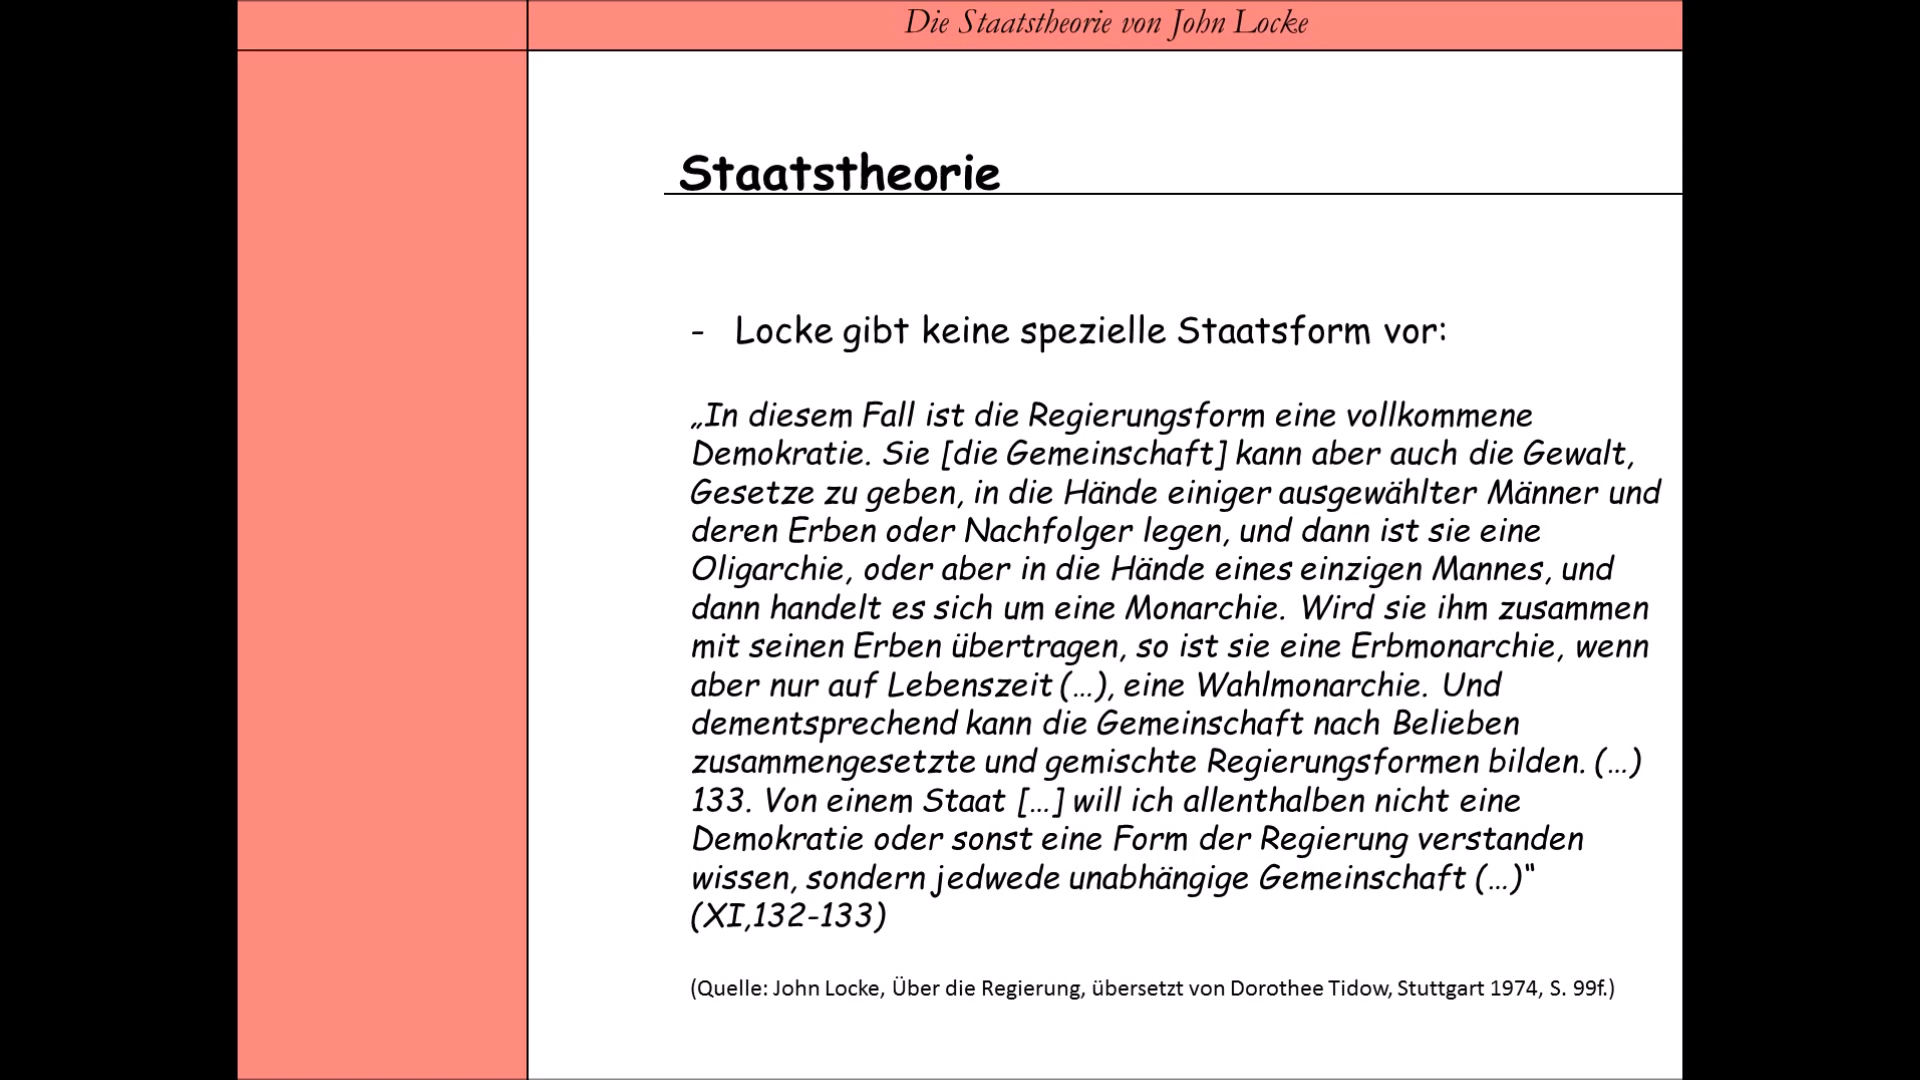 Die Staatstheorie von John Locke
Staatstheorie
- Locke gibt keine spezielle Staatsform vor:
„In diesem Fall ist die Regierungsform eine vollkommene
Demokratie. Sie [die Gemeinschaft] kann aber auch die Gewalt,
Gesetze zu geben, in die Hände einiger ausgewählter Männer und
deren Erben oder Nachfolger legen, und dann ist sie eine
Oligarchie, oder aber in die Hände eines einzigen Mannes, und
dann handelt es sich um eine Monarchie. Wird sie ihm zusammen
mit seinen Erben übertragen, so ist sie eine Erbmonarchie, wenn
aber nur auf Lebenszeit (…), eine Wahlmonarchie. Und
dementsprechend kann die Gemeinschaft nach Belieben
zusammengesetzte und gemischte Regierungsformen bilden. (…)
133. Von einem Staat […] will ich allenthalben nicht eine
Demokratie oder sonst eine Form der Regierung verstanden
wissen, sondern jedwede unabhängige Gemeinschaft (…)“
(XI,132-133)
(Quelle: John Locke, Über die Regierung, übersetzt von Dorothee Tidow, Stuttgart 1974, S. 99f.)